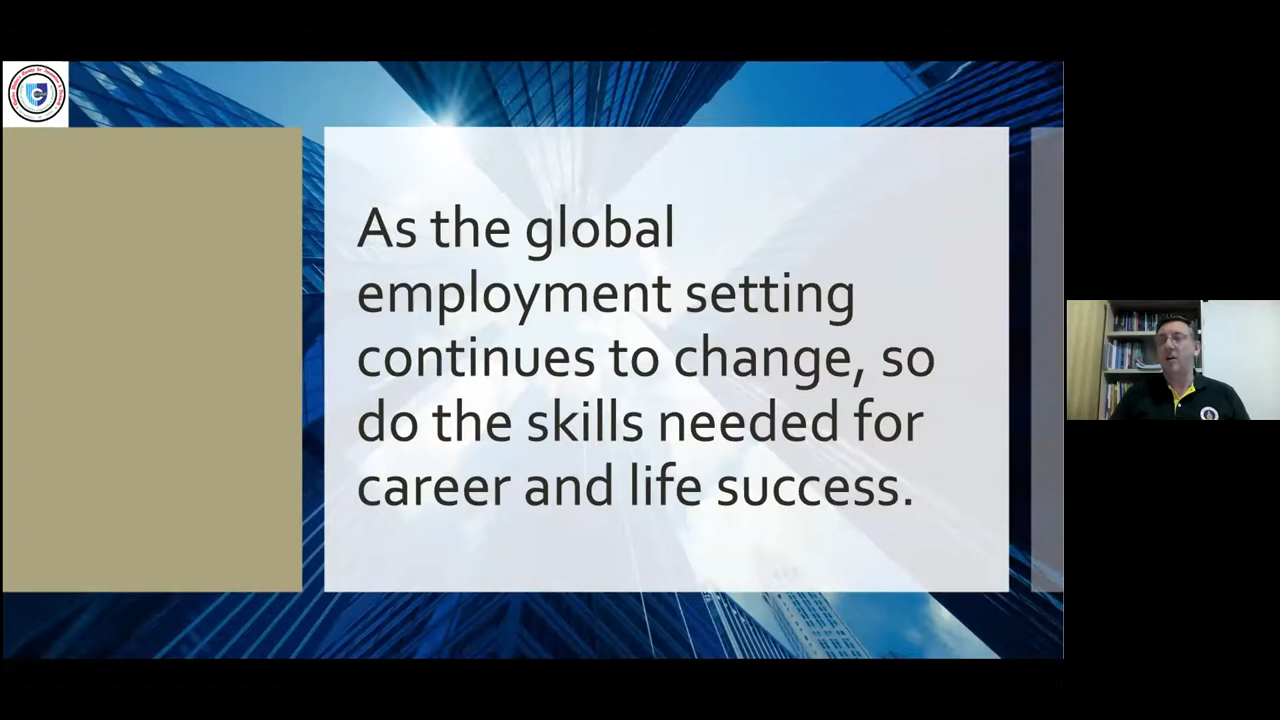 As the global
employment setting
continues to change, so
do the skills needed for
career and life success.